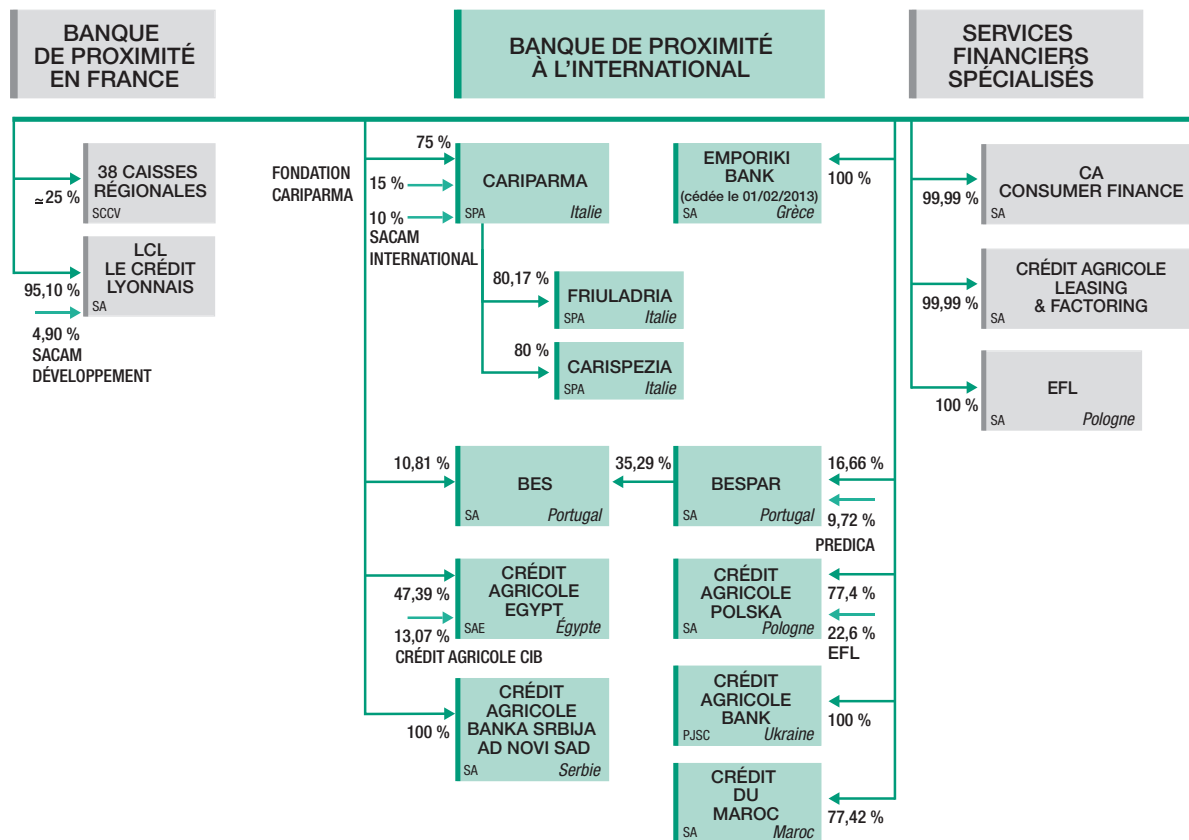 BANQUE
DE PROXIMITÉ
EN FRANCE
BANQUE DE PROXIMITÉ
À L'INTERNATIONAL
SERVICES
FINANCIERS
SPÉCIALISÉS
38 CAISSES
RÉGIONALES
SCCV
≃25 %
LCL
LE CRÉDIT
LYONNAIS
SA
95,10 %
4,90 %
SACAM
DÉVELOPPEMENT
FONDATION
CARIPARMA
75 %
15 %
10 %
SACAM
INTERNATIONAL
CARIPARMA
SPA Italie
80,17 %
FRIULADRIA
SPA Italie
80 %
CARISPEZIA
SPA Italie
10,81 %
BES
SA Portugal
35,29 %
47,39 %
13,07 %
CRÉDIT AGRICOLE CIB
CRÉDIT
AGRICOLE
EGYPT
SAE Égypte
100 %
CRÉDIT
AGRICOLE
BANKA SRBIJA
AD NOVI SAD
SA Serbie
EMPORIKI
BANK
(cédée le 01/02/2013)
SA Grèce
100 %
BESPAR
SA Portugal
16,66 %
9,72 %
PREDICA
CRÉDIT
AGRICOLE
POLSKA
SA Pologne
77,4 %
22,6 %
EFL
CRÉDIT
AGRICOLE
BANK
PJSC Ukraine
100 %
CRÉDIT
DU
MAROC
SA Maroc
77,42 %
CA
CONSUMER FINANCE
SA
99,99 %
CRÉDIT AGRICOLE
LEASING
& FACTORING
SA
99,99 %
EFL
SA Pologne
100 %